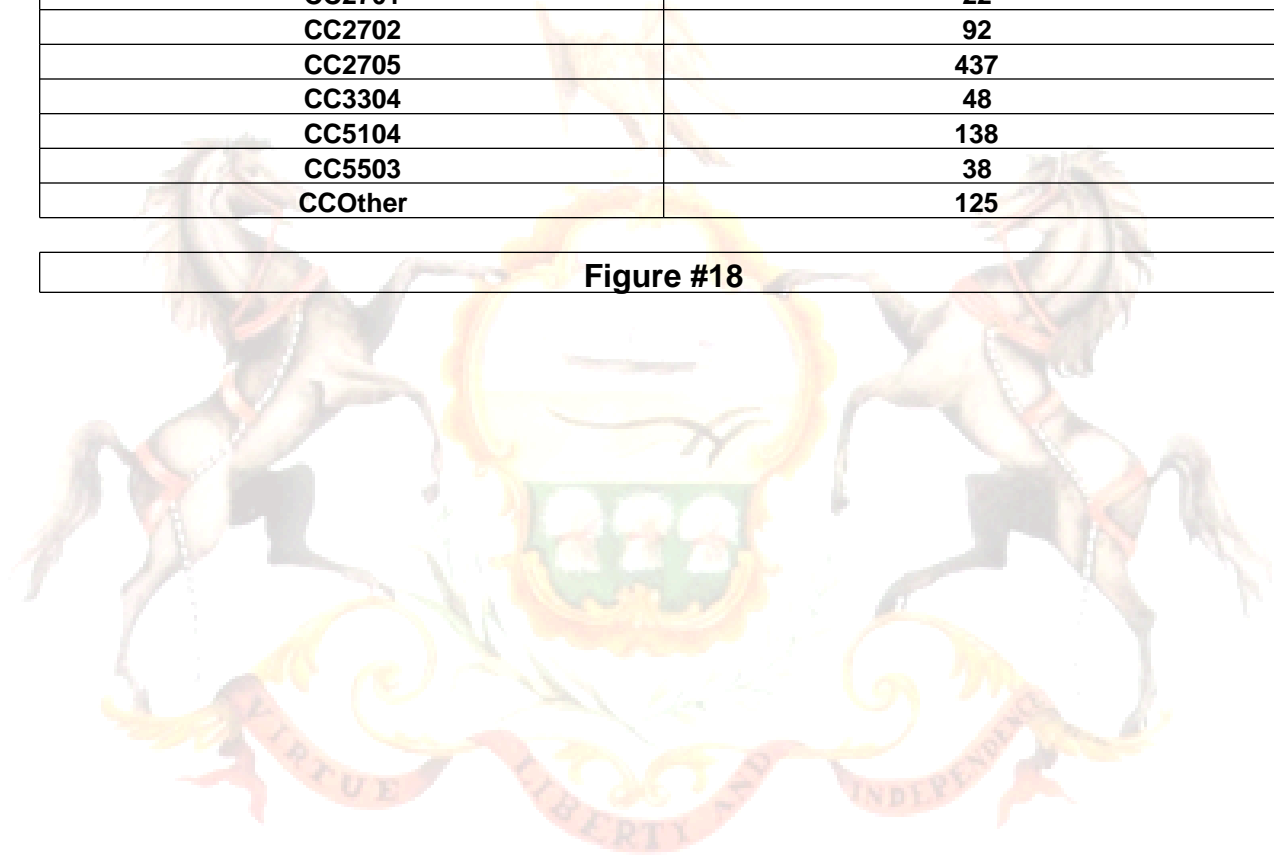 CC2702 92
CC2705 437
CC3304 48
CC5104 138
CC5503 38
CCOther 125
Figure #18
VIRTUE LIBERTY AND INDEPENDENCE